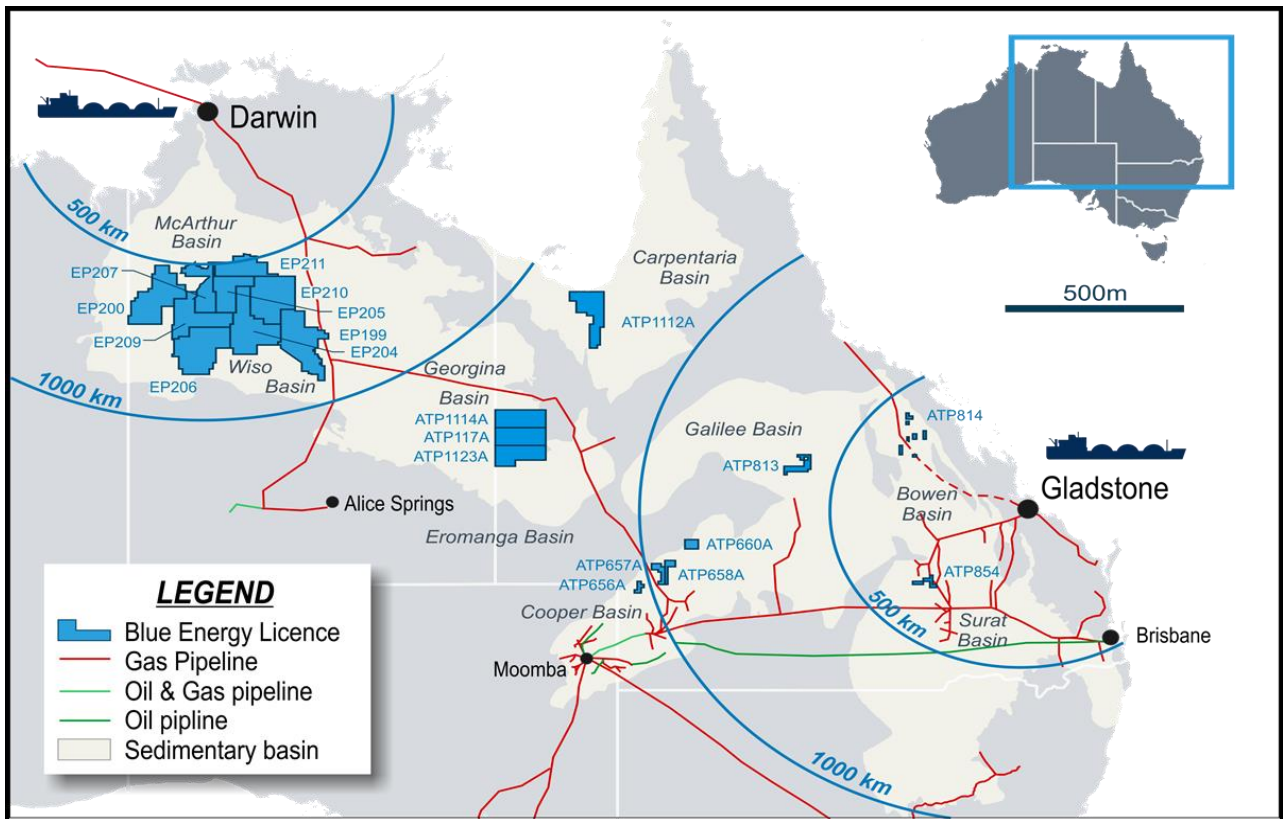 Darwin
500 km
McArthur
Basin
EP207
EP211
EP200
EP210
EP205
EP209
EP199
EP204
EP206
Wiso
Basin
1000 km
Carpentaria
Basin
ATP1112A
500m
Georgina
Basin
ATP1114A
ATP117A
ATP1123A
Galilee Basin
ATP813
ATP814
Gladstone
Bowen
Basin
Alice Springs
Eromanga Basin
ATP660A
ATP657A
ATP658A
ATP656A
ATP854
Cooper Basin
500 km
Surat
Basin
Brisbane
Moomba
1000 km
LEGEND
Blue Energy Licence
Gas Pipeline
Oil & Gas pipeline
Oil pipline
Sedimentary basin